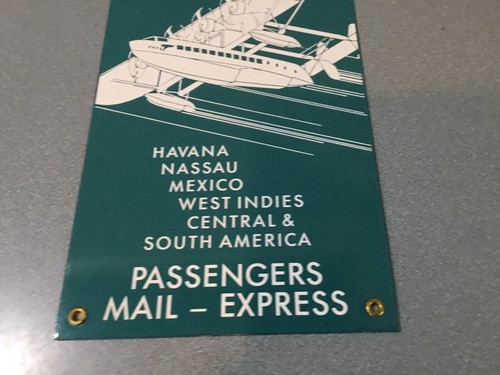 HAVANA
NASSAU
MEXICO
WEST INDIES
CENTRAL &
SOUTH AMERICA
PASSENGERS
MAIL – EXPRESS